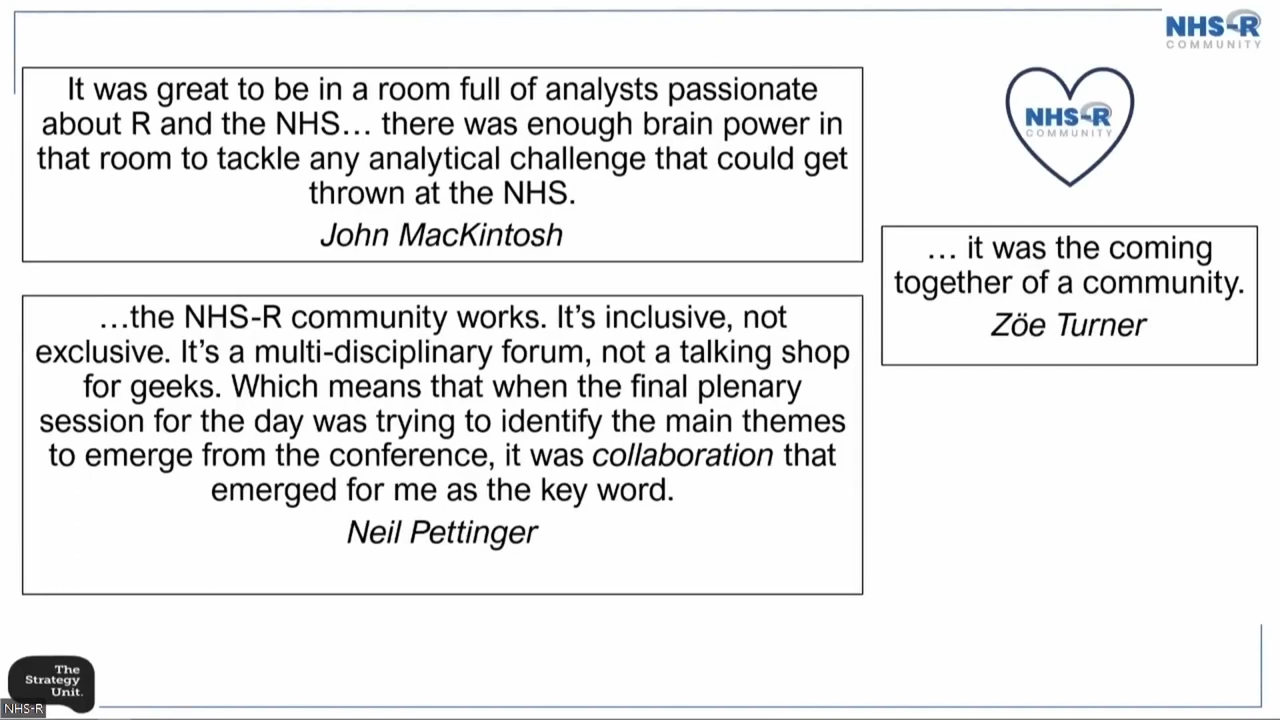 NHS-R
COMMUNITY
It was great to be in a room full of analysts passionate
about R and the NHS… there was enough brain power in
that room to tackle any analytical challenge that could get
thrown at the NHS.
John MacKintosh
NHS-R
COMMUNITY
… it was the coming
together of a community.
Zöe Turner
…the NHS-R community works. It’s inclusive, not
exclusive. It’s a multi-disciplinary forum, not a talking shop
for geeks. Which means that when the final plenary
session for the day was trying to identify the main themes
to emerge from the conference, it was collaboration that
emerged for me as the key word.
Neil Pettinger
The
Strategy
Unit.
NHS-R